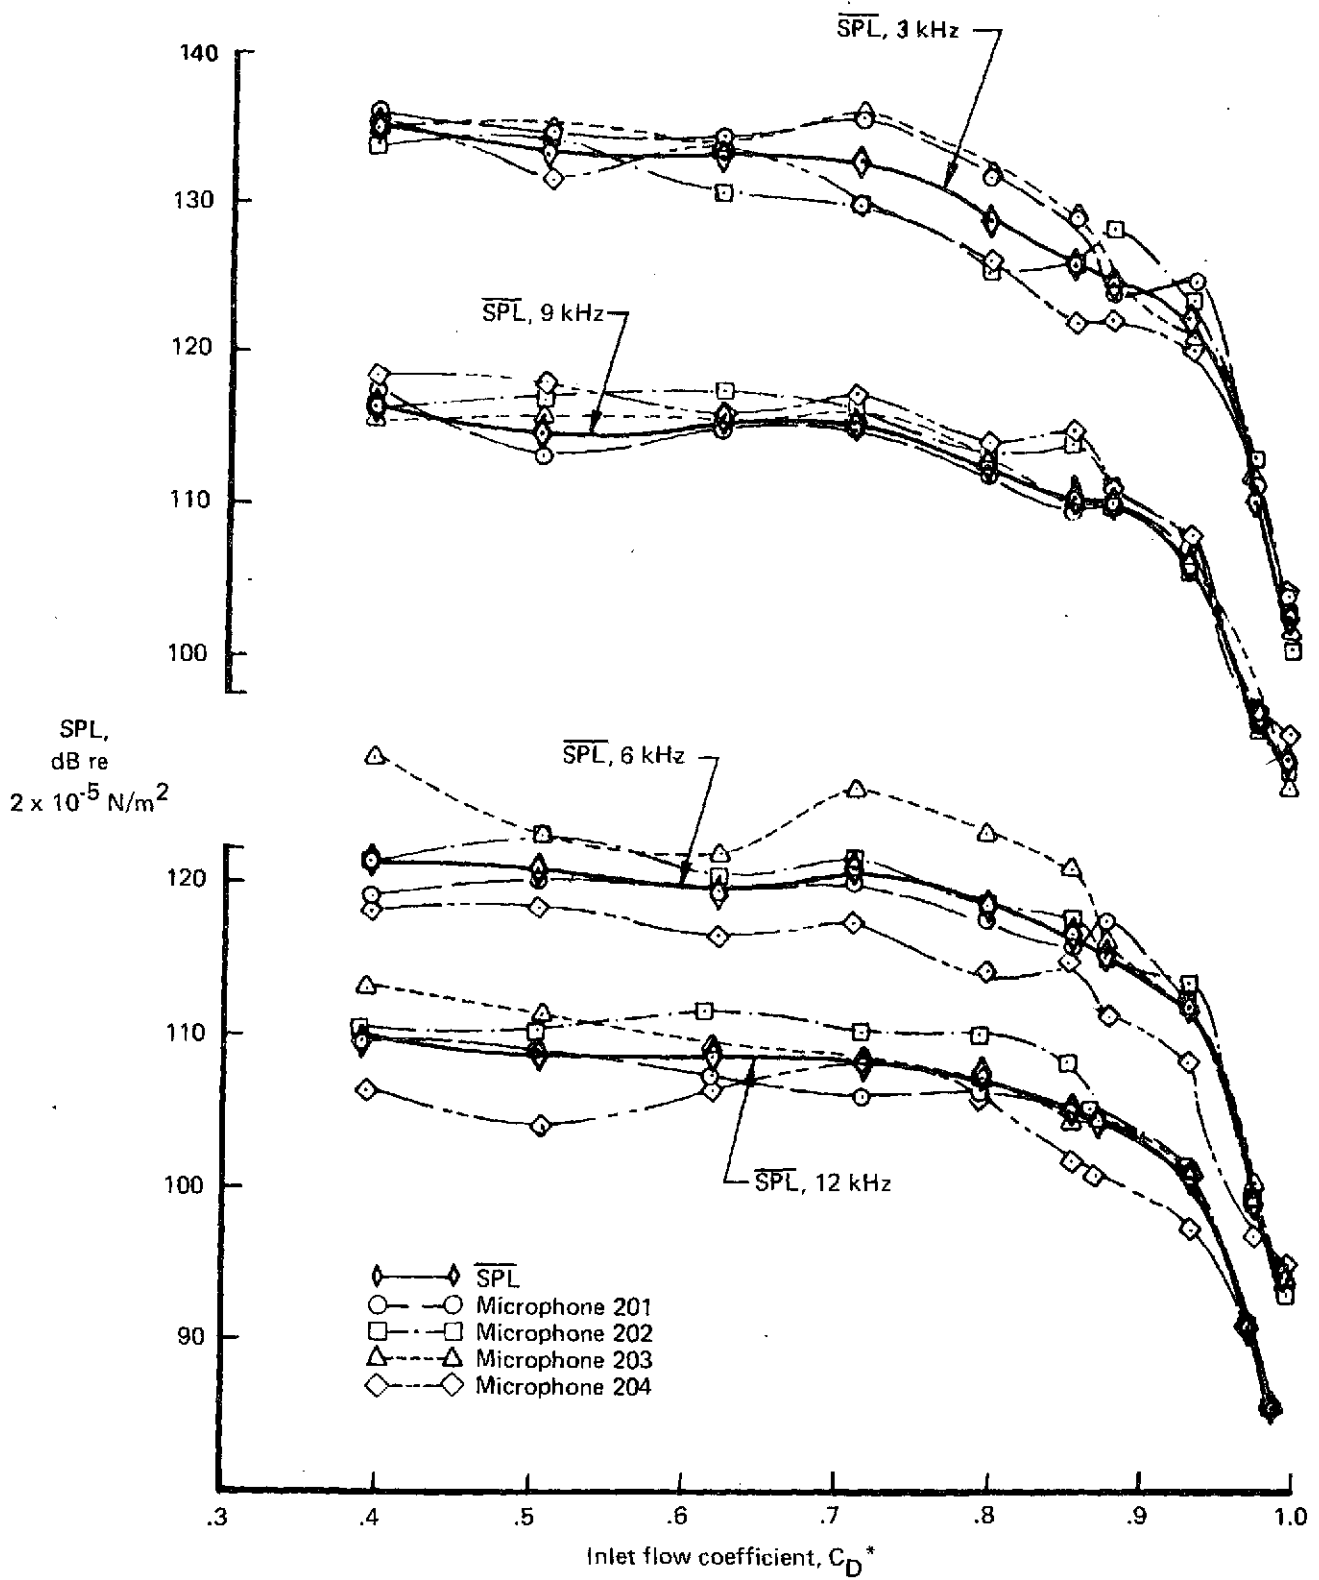 SPL, 3 kHz
140
130
SPL, 9 kHz
120
110
100
SPL,
dB re
2 x 10⁻⁵ N/m²
SPL, 6 kHz
120
110
100
SPL, 12 kHz
SPL
Microphone 201
Microphone 202
Microphone 203
Microphone 204
90
.3 .4 .5 .6 .7 .8 .9 1.0
Inlet flow coefficient, C_D*